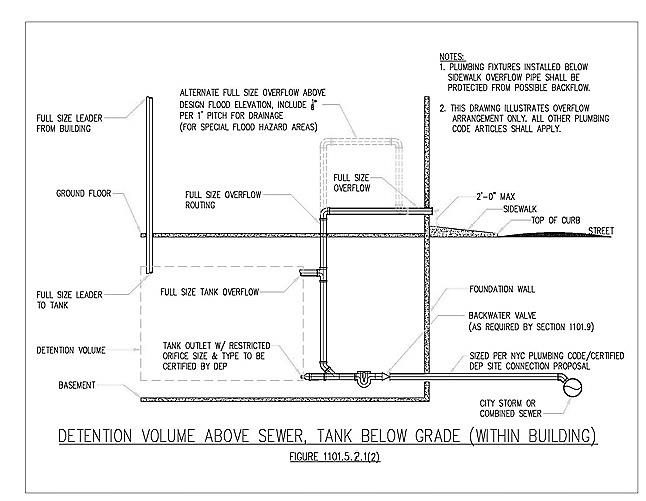 NOTES:
1. PLUMBING FIXTURES INSTALLED BELOW
SIDEWALK OVERFLOW PIPE SHALL BE
PROTECTED FROM POSSIBLE BACKFLOW.
2. THIS DRAWING ILLUSTRATES OVERFLOW
ARRANGEMENT ONLY. ALL OTHER PLUMBING
CODE ARTICLES SHALL APPLY.
ALTERNATE FULL SIZE OVERFLOW ABOVE
DESIGN FLOOD ELEVATION, INCLUDE 1/8"
PER 1' PITCH FOR DRAINAGE
(FOR SPECIAL FLOOD HAZARD AREAS)
FULL SIZE LEADER
FROM BUILDING
FULL SIZE
OVERFLOW
GROUND FLOOR
FULL SIZE OVERFLOW
ROUTING
2'-0" MAX
SIDEWALK
TOP OF CURB
STREET
FULL SIZE LEADER
TO TANK
FULL SIZE TANK OVERFLOW
FOUNDATION WALL
BACKWATER VALVE
(AS REQUIRED BY SECTION 1101.9)
DETENTION VOLUME
TANK OUTLET W/ RESTRICTED
ORIFICE SIZE & TYPE TO BE
CERTIFIED BY DEP
SIZED PER NYC PLUMBING CODE/CERTIFIED
DEP SITE CONNECTION PROPOSAL
BASEMENT
CITY STORM OR
COMBINED SEWER
DETENTION VOLUME ABOVE SEWER, TANK BELOW GRADE (WITHIN BUILDING)
FIGURE 1101.5.2.1(2)